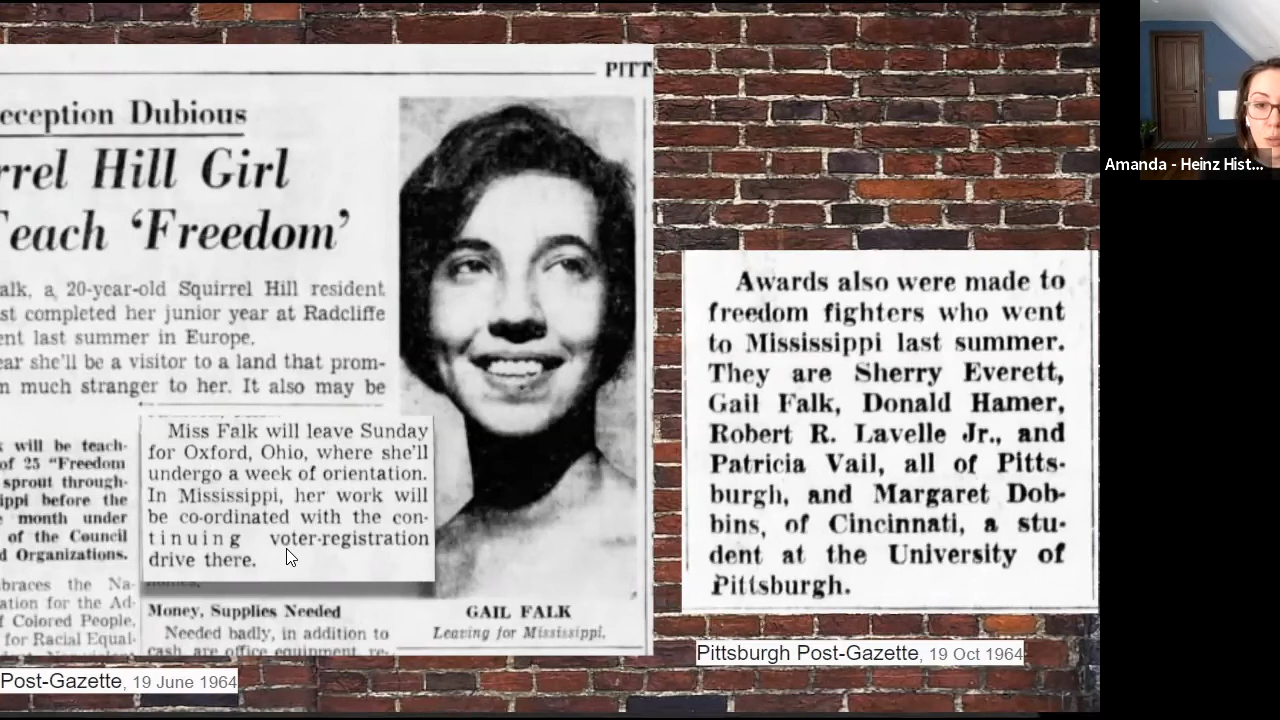 PITT
eception Dubious
rrel Hill Girl
Teach ‘Freedom’
alk, a 20-year-old Squirrel Hill resident
st completed her junior year at Radcliffe
ent last summer in Europe.
ear she'll be a visitor to a land that prom-
n much stranger to her. It also may be
k will be teach-
of 25 "Freedom
sprout through-
ippi before the
e month under
of the Council
d Organizations.
braces the Na-
ation for the Ad-
f Colored People,
for Racial Equal-
Miss Falk will leave Sunday
for Oxford, Ohio, where she'll
undergo a week of orientation.
In Mississippi, her work will
be co-ordinated with the con-
tinuing voter-registration
drive there.
Money, Supplies Needed
Needed badly, in addition to
cash, are office equipment, re-
GAIL FALK
Leaving for Mississippi,
Post-Gazette, 19 June 1964
Awards also were made to
freedom fighters who went
to Mississippi last summer.
They are Sherry Everett,
Gail Falk, Donald Hamer,
Robert R. Lavelle Jr., and
Patricia Vail, all of Pitts-
burgh, and Margaret Dob-
bins, of Cincinnati, a stu-
dent at the University of
Pittsburgh.
Pittsburgh Post-Gazette, 19 Oct 1964
Amanda - Heinz Hist...